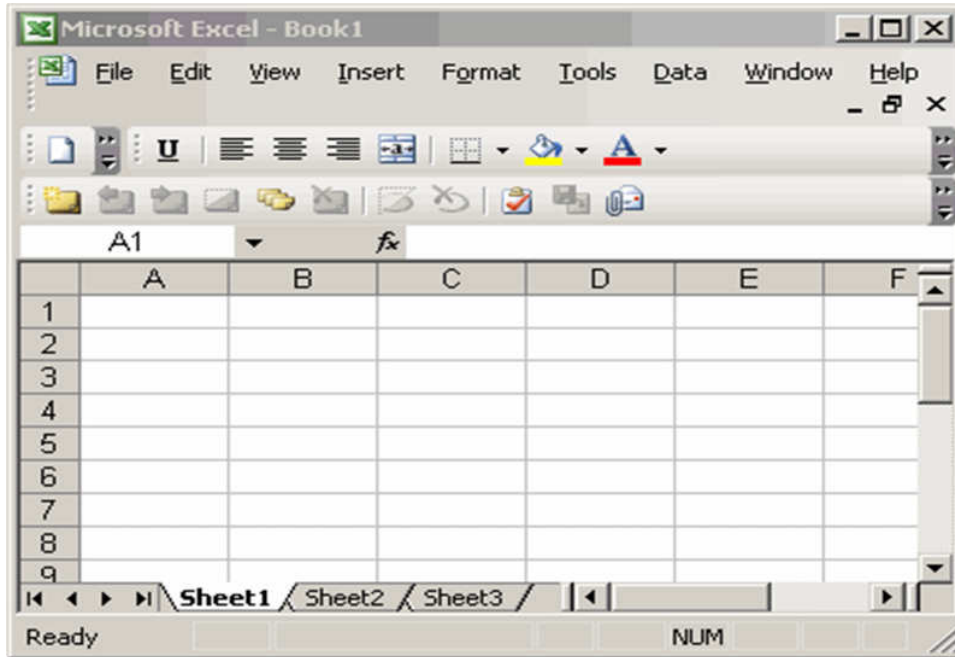 Microsoft Excel - Book1
File Edit View Insert Format Tools Data Window Help
U A
A1 fx
A B C D E F
1
2
3
4
5
6
7
8
9
Sheet1 Sheet2 Sheet3
Ready NUM